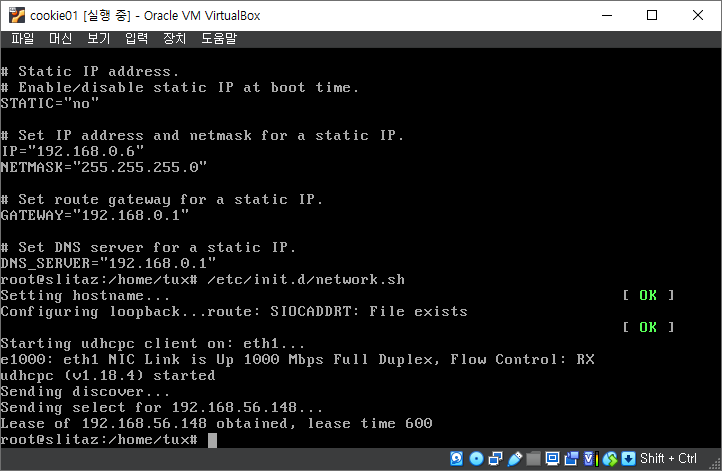 cookie01 [실행 중] - Oracle VM VirtualBox
파일 머신 보기 입력 장치 도움말
# Static IP address.
# Enable/disable static IP at boot time.
STATIC="no"
# Set IP address and netmask for a static IP.
IP="192.168.0.6"
NETMASK="255.255.255.0"
# Set route gateway for a static IP.
GATEWAY="192.168.0.1"
# Set DNS server for a static IP.
DNS_SERVER="192.168.0.1"
root@slitaz:/home/tux# /etc/init.d/network.sh
Setting hostname... [ OK ]
Configuring loopback...route: SIOCADDRT: File exists
[ OK ]
Starting udhcpc client on: eth1...
e1000: eth1 NIC Link is Up 1000 Mbps Full Duplex, Flow Control: RX
udhcpc (v1.18.4) started
Sending discover...
Sending select for 192.168.56.148...
Lease of 192.168.56.148 obtained, lease time 600
root@slitaz:/home/tux#
Shift + Ctrl